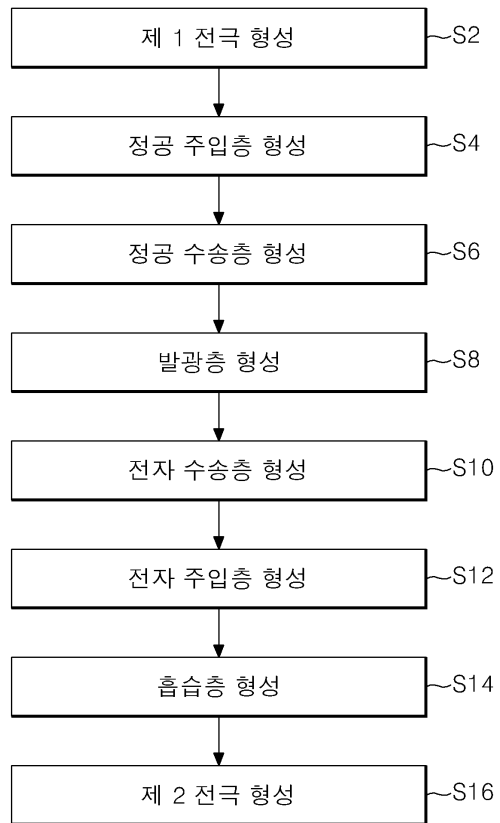 제 1 전극 형성
S2
정공 주입층 형성
S4
정공 수송층 형성
S6
발광층 형성
S8
전자 수송층 형성
S10
전자 주입층 형성
S12
흡습층 형성
S14
제 2 전극 형성
S16